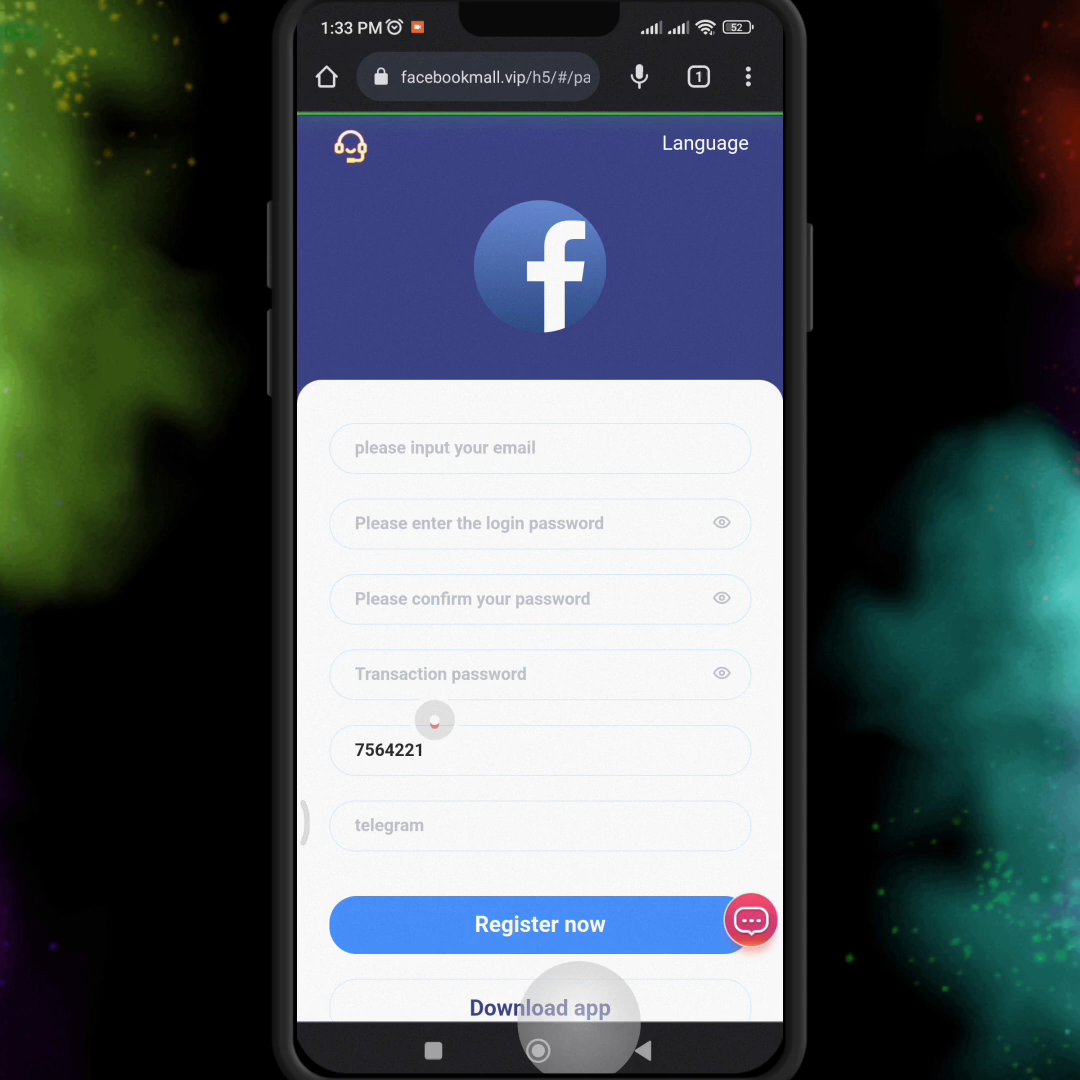 1:33 PM
52
facebookmall.vip/h5/#/pa
1
Language
f
please input your email
Please enter the login password
Please confirm your password
Transaction password
7564221
telegram
Register now
Download app